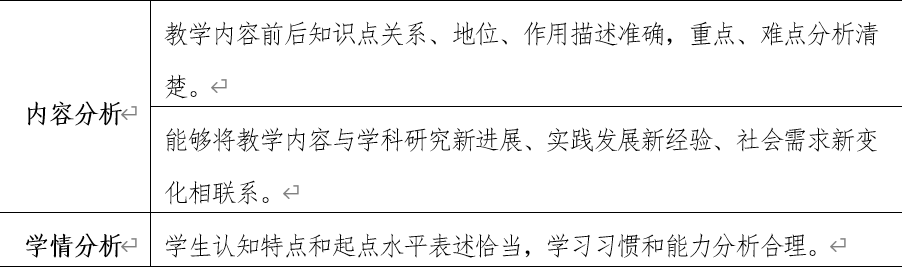 内容分析
教学内容前后知识点关系、地位、作用描述准确，重点、难点分析清
楚。
能够将教学内容与学科研究新进展、实践发展新经验、社会需求新变
化相联系。
学情分析
学生认知特点和起点水平表述恰当，学习习惯和能力分析合理。